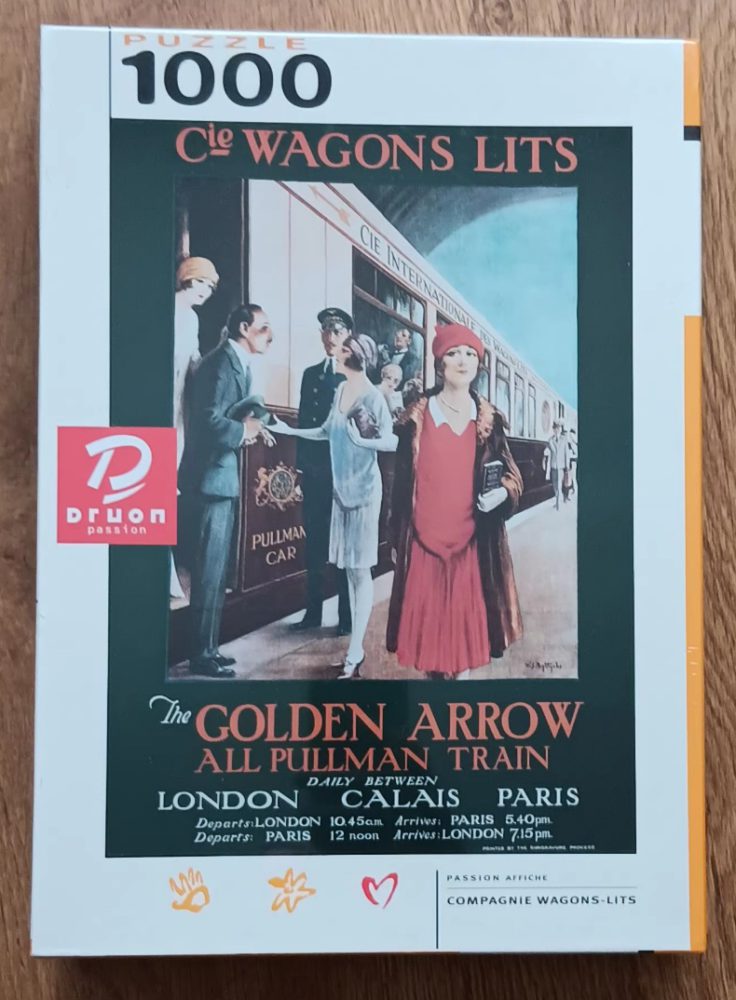 PUZZLE
1000
Cie WAGONS LITS
CIE INTERNATIONALE DES WAGONS-LITS
PULLMAN
CAR
Druon
passion
The GOLDEN ARROW
ALL PULLMAN TRAIN
DAILY BETWEEN
LONDON CALAIS PARIS
Departs: LONDON 10.45am. Arrives: PARIS 5.40pm.
Departs: PARIS 12 noon Arrives: LONDON 7.15pm.
PASSION AFFICHE
COMPAGNIE WAGONS-LITS